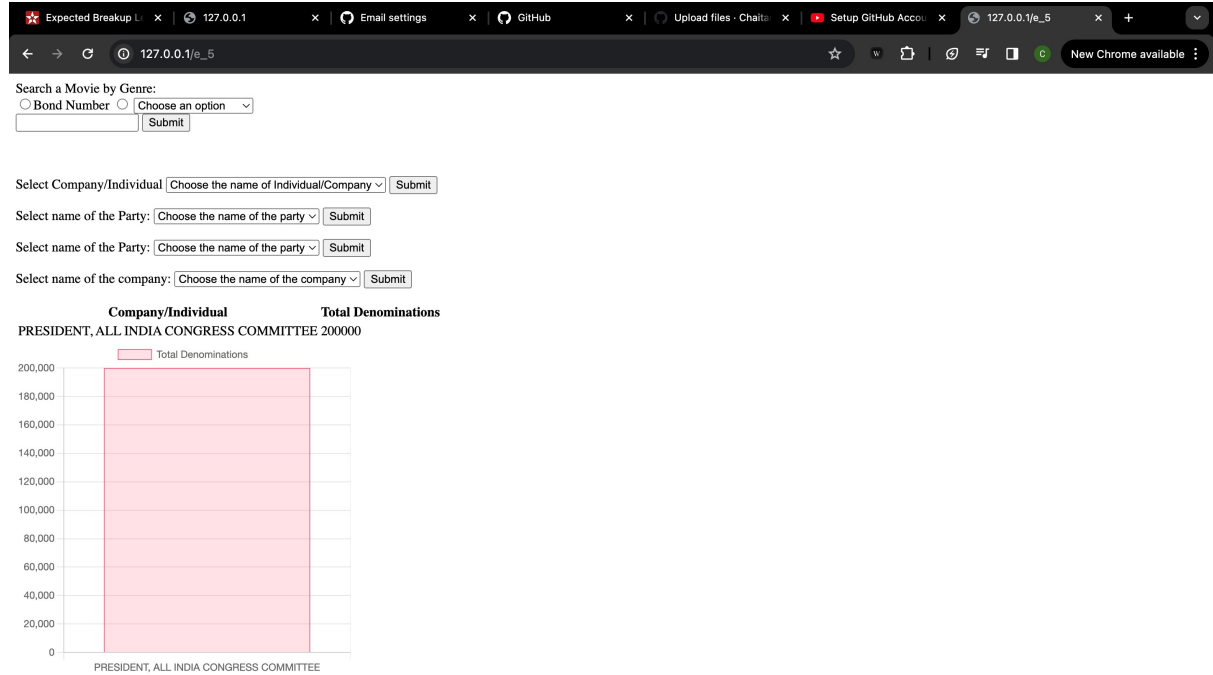 Expected Breakup Le
127.0.0.1
Email settings
GitHub
Upload files · Chaita
Setup GitHub Accou
127.0.0.1/e_5
127.0.0.1/e_5
W
C
New Chrome available
Search a Movie by Genre:
Bond Number Choose an option
Submit
Select Company/Individual Choose the name of Individual/Company Submit
Select name of the Party: Choose the name of the party Submit
Select name of the Party: Choose the name of the party Submit
Select name of the company: Choose the name of the company Submit
Company/Individual Total Denominations
PRESIDENT, ALL INDIA CONGRESS COMMITTEE 200000
Total Denominations
200,000
180,000
160,000
140,000
120,000
100,000
80,000
60,000
40,000
20,000
0
PRESIDENT, ALL INDIA CONGRESS COMMITTEE